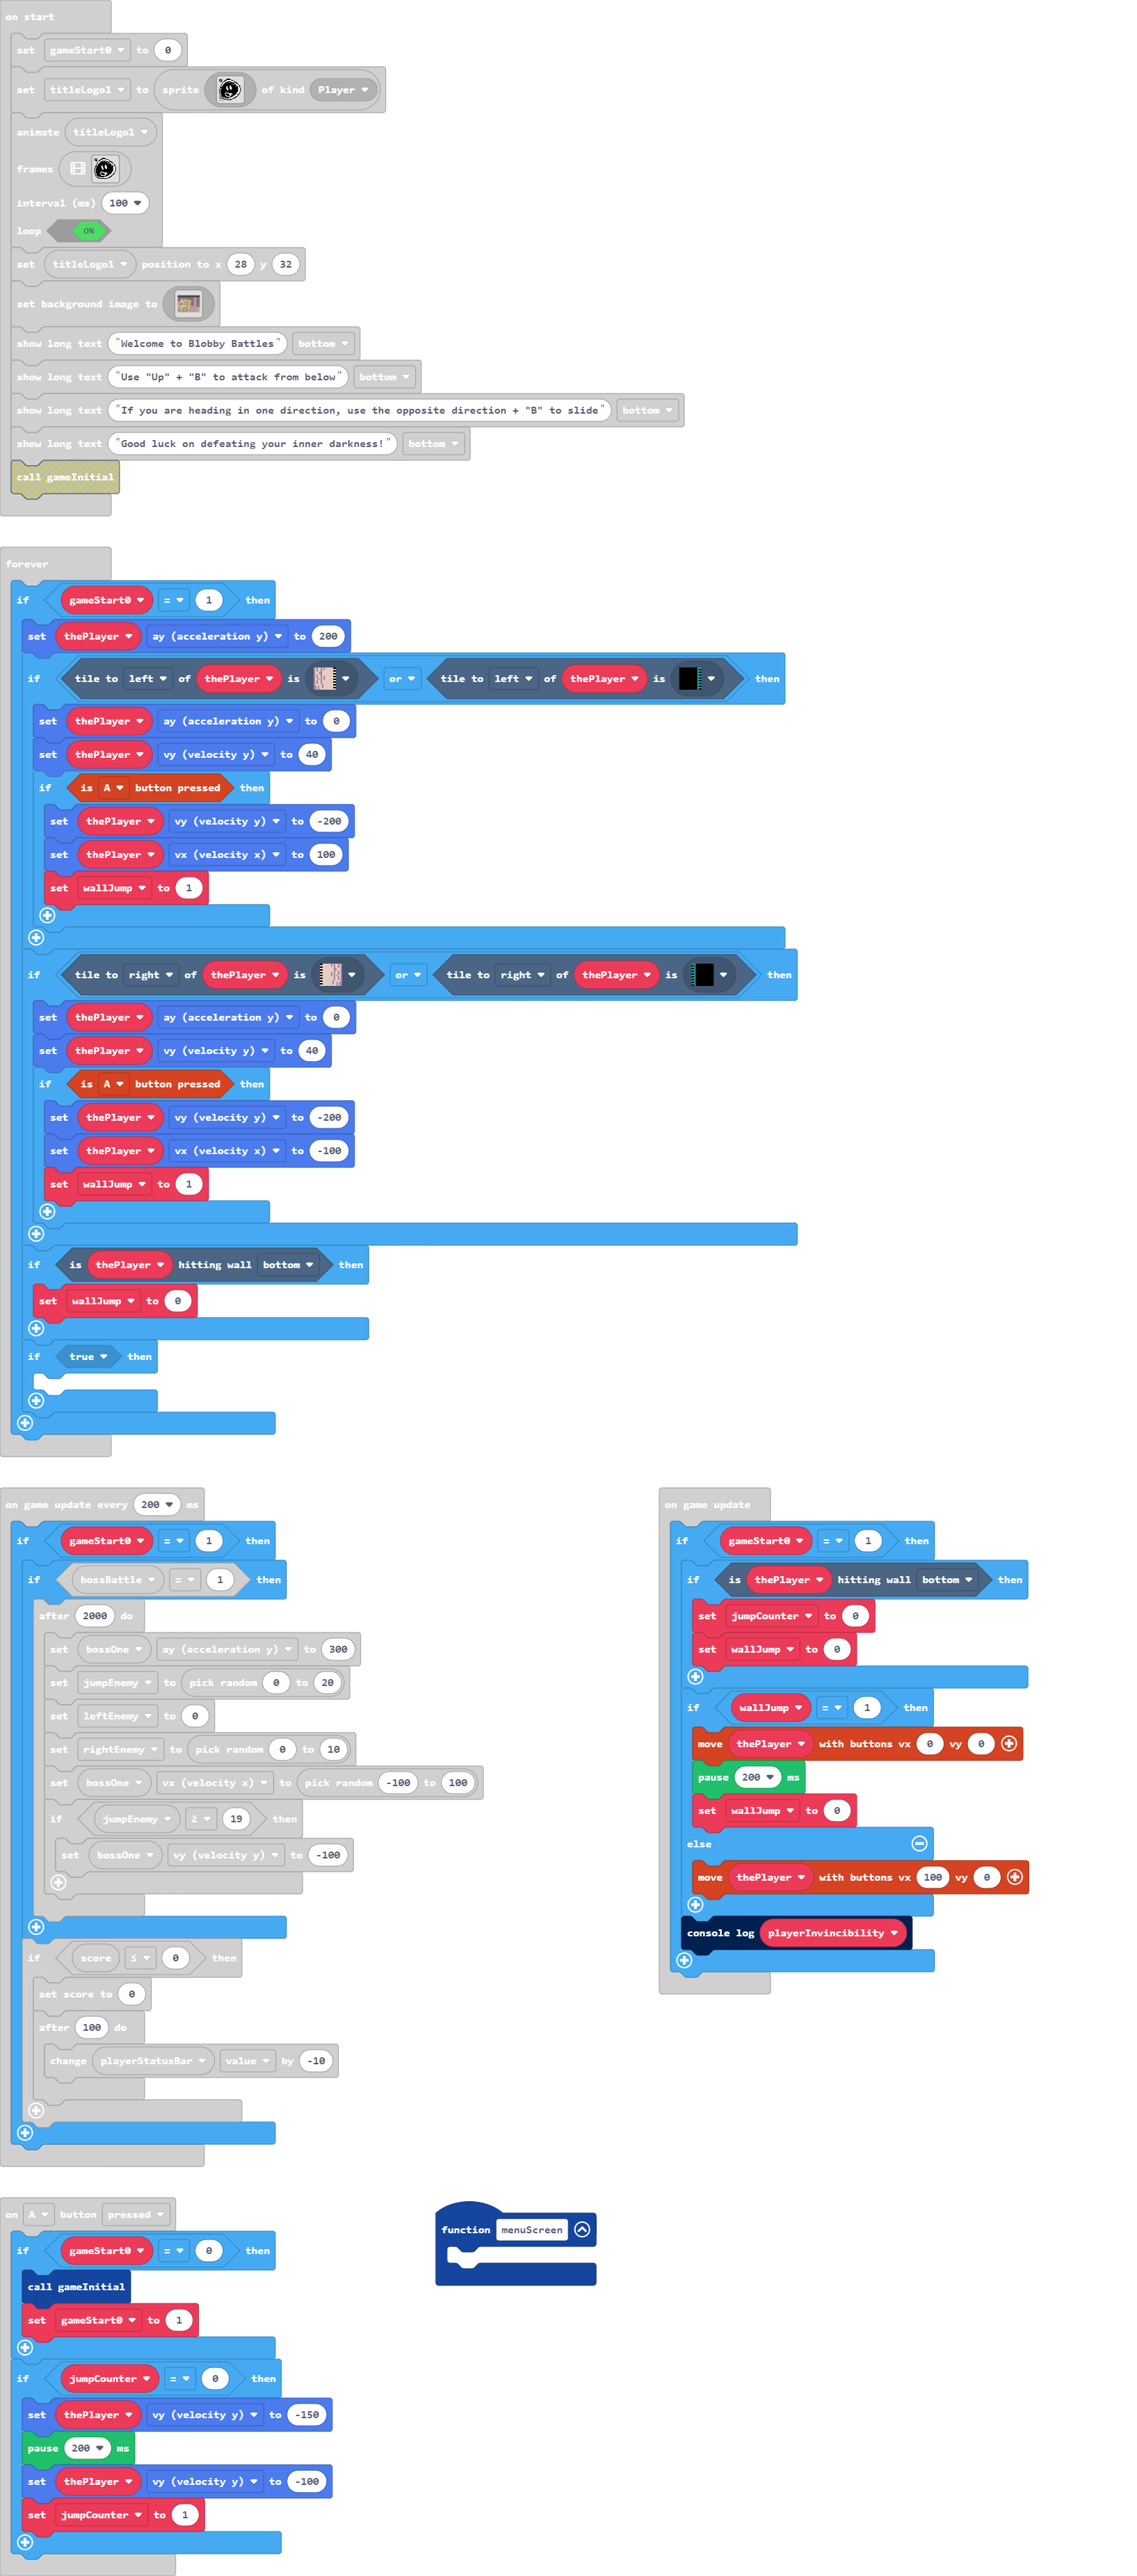 on start
set gameStart0 to 0
set titleLogo1 to sprite of kind Player
animate titleLogo1
frames
interval (ms) 100
loop ON
set titleLogo1 position to x 28 y 32
set background image to
show long text "Welcome to Blobby Battles" bottom
show long text "Use "Up" + "B" to attack from below" bottom
show long text "If you are heading in one direction, use the opposite direction + "B" to slide" bottom
show long text "Good luck on defeating your inner darkness!" bottom
call gameInitial
forever
if gameStart0 = 1 then
set thePlayer ay (acceleration y) to 200
if tile to left of thePlayer is or tile to left of thePlayer is then
set thePlayer ay (acceleration y) to 0
set thePlayer vy (velocity y) to 40
if is A button pressed then
set thePlayer vy (velocity y) to -200
set thePlayer vx (velocity x) to 100
set wallJump to 1
if tile to right of thePlayer is or tile to right of thePlayer is then
set thePlayer ay (acceleration y) to 0
set thePlayer vy (velocity y) to 40
if is A button pressed then
set thePlayer vy (velocity y) to -200
set thePlayer vx (velocity x) to -100
set wallJump to 1
if is thePlayer hitting wall bottom then
set wallJump to 0
if true then
on game update every 200 ms
if gameStart0 = 1 then
if bossBattle = 1 then
after 2000 do
set bossOne ay (acceleration y) to 300
set jumpEnemy to pick random 0 to 20
set leftEnemy to 0
set rightEnemy to pick random 0 to 10
set bossOne vx (velocity x) to pick random -100 to 100
if jumpEnemy ≥ 19 then
set bossOne vy (velocity y) to -100
if score ≤ 0 then
set score to 0
after 100 do
change playerStatusBar value by -10
on game update
if gameStart0 = 1 then
if is thePlayer hitting wall bottom then
set jumpCounter to 0
set wallJump to 0
if wallJump = 1 then
move thePlayer with buttons vx 0 vy 0
pause 200 ms
set wallJump to 0
else
move thePlayer with buttons vx 100 vy 0
console log playerInvincibility
on A button pressed
if gameStart0 = 0 then
call gameInitial
set gameStart0 to 1
if jumpCounter = 0 then
set thePlayer vy (velocity y) to -150
pause 200 ms
set thePlayer vy (velocity y) to -100
set jumpCounter to 1
function menuScreen